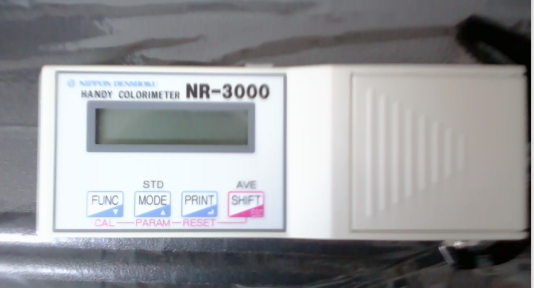 NIPPON DENSHOKU
HANDY COLORIMETER NR-3000
STD AVE
FUNC MODE PRINT SHIFT
CAL PARAM RESET